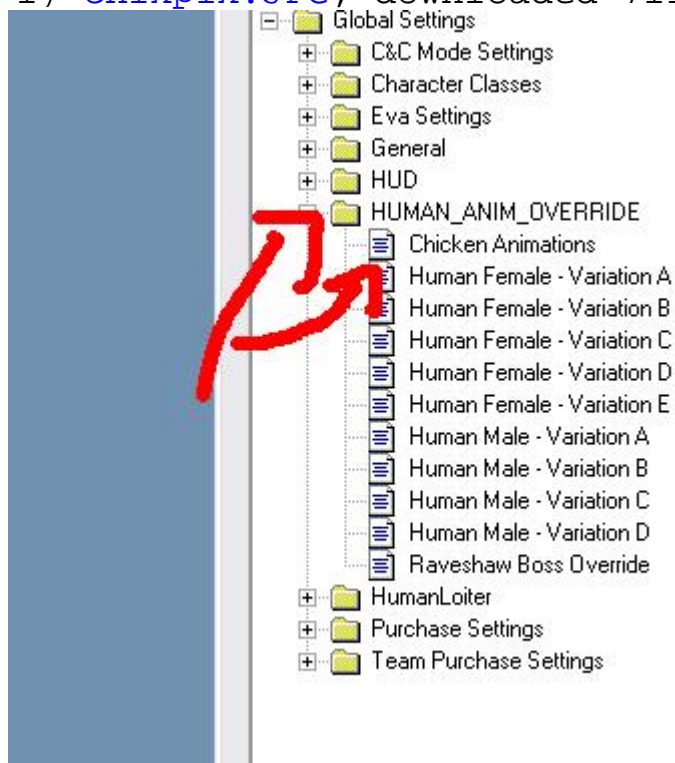 Global Settings
C&C Mode Settings
Character Classes
Eva Settings
General
HUD
HUMAN_ANIM_OVERRIDE
Chicken Animations
Human Female - Variation A
Human Female - Variation B
Human Female - Variation C
Human Female - Variation D
Human Female - Variation E
Human Male - Variation A
Human Male - Variation B
Human Male - Variation C
Human Male - Variation D
Raveshaw Boss Override
HumanLoiter
Purchase Settings
Team Purchase Settings